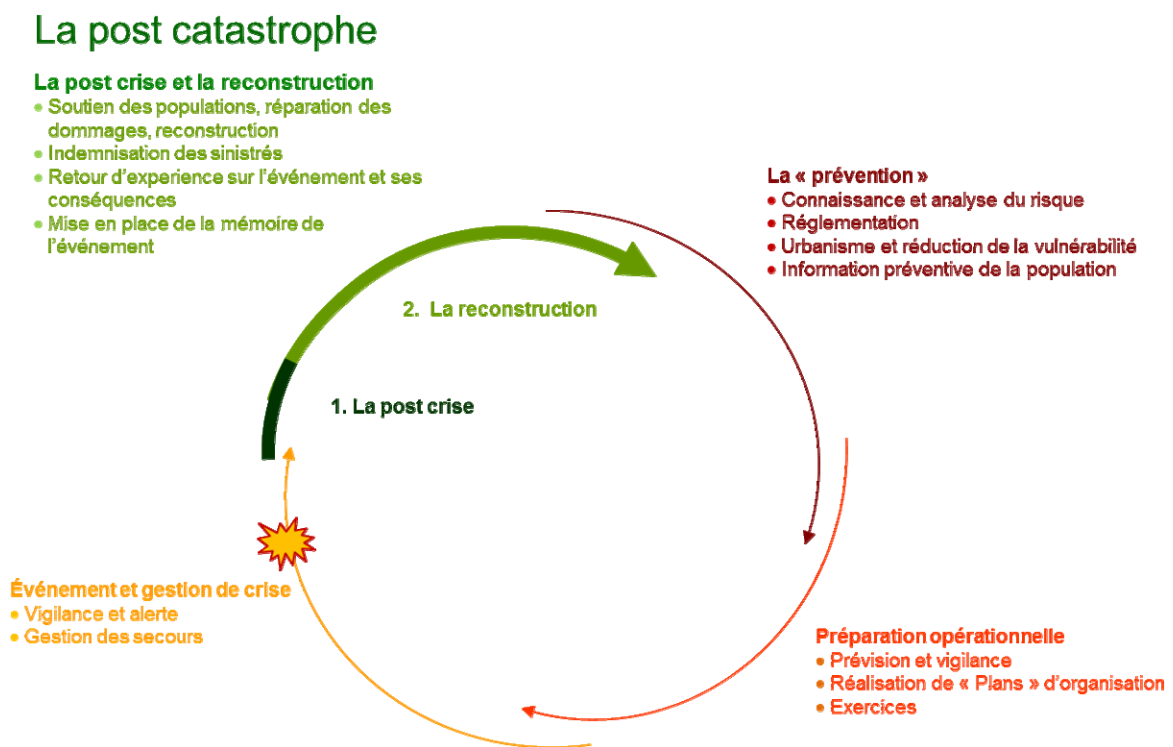 La post catastrophe
La post crise et la reconstruction
• Soutien des populations, réparation des
dommages, reconstruction
• Indemnisation des sinistrés
• Retour d'experience sur l'événement et ses
conséquences
• Mise en place de la mémoire de
l'événement
La « prévention »
• Connaissance et analyse du risque
• Réglementation
• Urbanisme et réduction de la vulnérabilité
• Information préventive de la population
2. La reconstruction
1. La post crise
Événement et gestion de crise
• Vigilance et alerte
• Gestion des secours
Préparation opérationnelle
• Prévision et vigilance
• Réalisation de « Plans » d'organisation
• Exercices